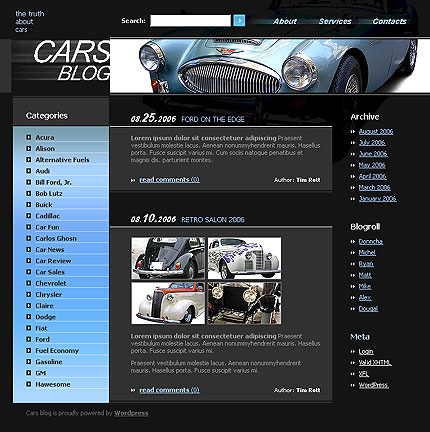 the truth
about
cars
Search:
About Services Contacts
CARS
BLOG
Categories
Acura
Alison
Alternative Fuels
Audi
Bill Ford, Jr.
Bob Lutz
Buick
Cadillac
Car Fun
Carlos Ghosn
Car News
Car Review
Car Sales
Chevrolet
Chrysler
Claire
Dodge
Fiat
Ford
Fuel Economy
Gasoline
GM
Hawesome
08.25.2006 FORD ON THE EDGE
Lorem ipsum dolor sit consectetuer adipiscing Praesent
vestibulum molestie lacus. Aenean nonummyhendrerit mauris. Hasellus
porta. Fusce suscipit varius mi. Cum sociis natoque penatibus et
magnis dis. parturient montes.
read comments (0) Author: Tim Rott
08.10.2006 RETRO SALON 2006
Lorem ipsum dolor sit consectetuer adipiscing Praesent
vestibulum molestie lacus. Aenean nonummyhendrerit mauris. Hasellus
porta. Fusce suscipit varius mi.
Praesent vestibulum molestie lacus. Aenean nonummyhendrerit
mauris. Hasellus porta. Fusce suscipit varius mi.
read comments (0) Author: Tim Rott
Archive
August 2006
July 2006
June 2006
May 2006
April 2006
March 2006
January 2006
Blogroll
Donncha
Michel
Ryan
Matt
Mike
Alex
Dougal
Meta
Login
Valid XHTML
XFL
WordPress
Cars blog is proudly powered by Wordpress